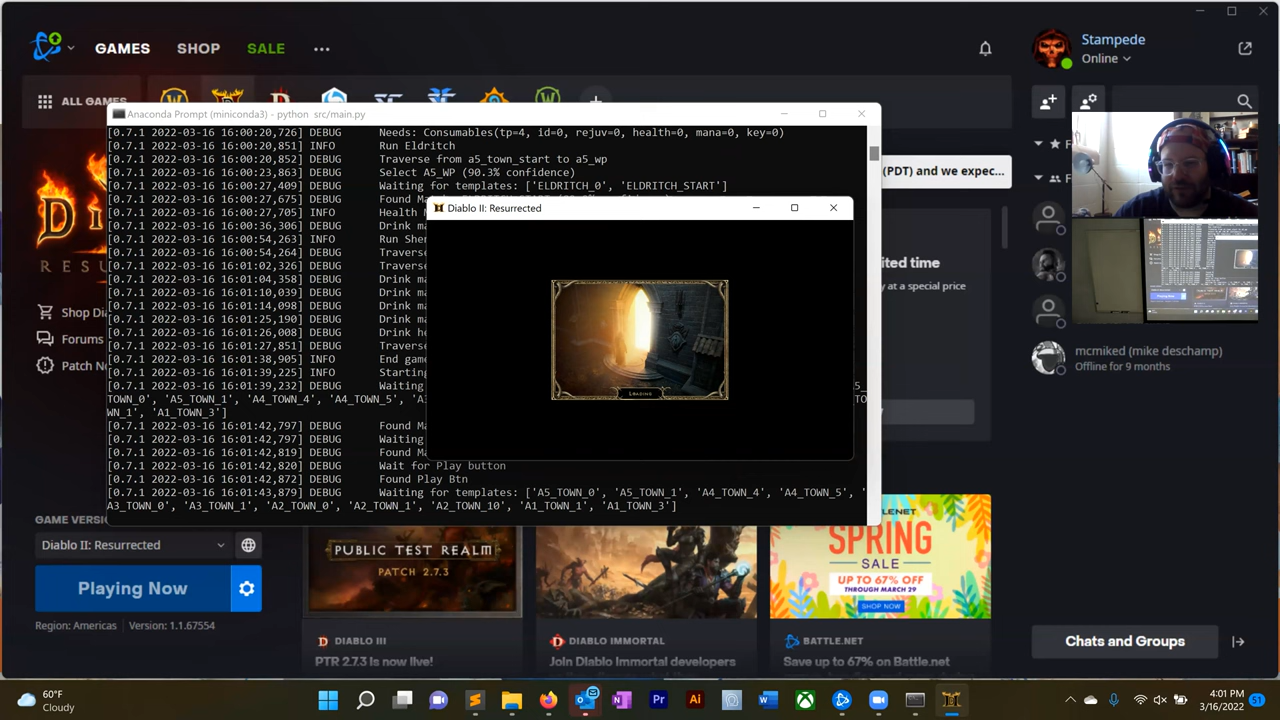 GAMES
SHOP
SALE
Stampede
Online
ALL GAMES
Anaconda Prompt (miniconda3) - python  src/main.py
[0.7.1 2022-03-16 16:00:20,726] DEBUG Needs: Consumables(tp=4, id=0, rejuv=0, health=0, mana=0, key=0)
[0.7.1 2022-03-16 16:00:20,851] INFO Run Eldritch
[0.7.1 2022-03-16 16:00:20,852] DEBUG Traverse from a5_town_start to a5_wp
[0.7.1 2022-03-16 16:00:23,863] DEBUG Select A5_WP (90.3% confidence)
[0.7.1 2022-03-16 16:00:27,409] DEBUG Waiting for templates: ['ELDRITCH_0', 'ELDRITCH_START']
[0.7.1 2022-03-16 16:00:27,675] DEBUG Found Ma
[0.7.1 2022-03-16 16:00:27,705] INFO Health M
[0.7.1 2022-03-16 16:00:36,306] DEBUG Drink ma
[0.7.1 2022-03-16 16:00:54,263] INFO Run Shen
[0.7.1 2022-03-16 16:00:54,264] DEBUG Traverse
[0.7.1 2022-03-16 16:01:02,326] DEBUG Traverse
[0.7.1 2022-03-16 16:01:04,358] DEBUG Drink ma
[0.7.1 2022-03-16 16:01:10,039] DEBUG Drink ma
[0.7.1 2022-03-16 16:01:14,098] DEBUG Drink ma
[0.7.1 2022-03-16 16:01:25,190] DEBUG Drink ma
[0.7.1 2022-03-16 16:01:26,008] DEBUG Drink he
[0.7.1 2022-03-16 16:01:27,851] DEBUG Traverse
[0.7.1 2022-03-16 16:01:38,905] INFO End game
[0.7.1 2022-03-16 16:01:39,225] INFO Starting
[0.7.1 2022-03-16 16:01:39,232] DEBUG Waiting
TOWN_0', 'A5_TOWN_1', 'A4_TOWN_4', 'A4_TOWN_5', 'A
WN_1', 'A1_TOWN_3']
[0.7.1 2022-03-16 16:01:42,797] DEBUG Found Ma
[0.7.1 2022-03-16 16:01:42,797] DEBUG Waiting
[0.7.1 2022-03-16 16:01:42,819] DEBUG Found Ma
[0.7.1 2022-03-16 16:01:42,820] DEBUG Wait for Play button
[0.7.1 2022-03-16 16:01:42,872] DEBUG Found Play Btn
[0.7.1 2022-03-16 16:01:43,879] DEBUG Waiting for templates: ['A5_TOWN_0', 'A5_TOWN_1', 'A4_TOWN_4', 'A4_TOWN_5', '
A3_TOWN_0', 'A3_TOWN_1', 'A2_TOWN_0', 'A2_TOWN_1', 'A2_TOWN_10', 'A1_TOWN_1', 'A1_TOWN_3']
Diablo II: Resurrected
LOADING
(PDT) and we expec...
ited time
y at a special price
Shop Di
Forums
Patch No
GAME VERS
Diablo II: Resurrected
Playing Now
Region: Americas
Version: 1.1.67554
PUBLIC TEST REALM
PATCH 2.7.3
DIABLO III
PTR 2.7.3 is now live!
DIABLO IMMORTAL
Join Diablo Immortal developers
SPRING
SALE
UP TO 67% OFF
THROUGH MARCH 29
SHOP NOW
BATTLE.NET
Save up to 67% on Battle.net
mcmiked (mike deschamp)
Offline for 9 months
Chats and Groups
60°F
Cloudy
4:01 PM
3/16/2022
51